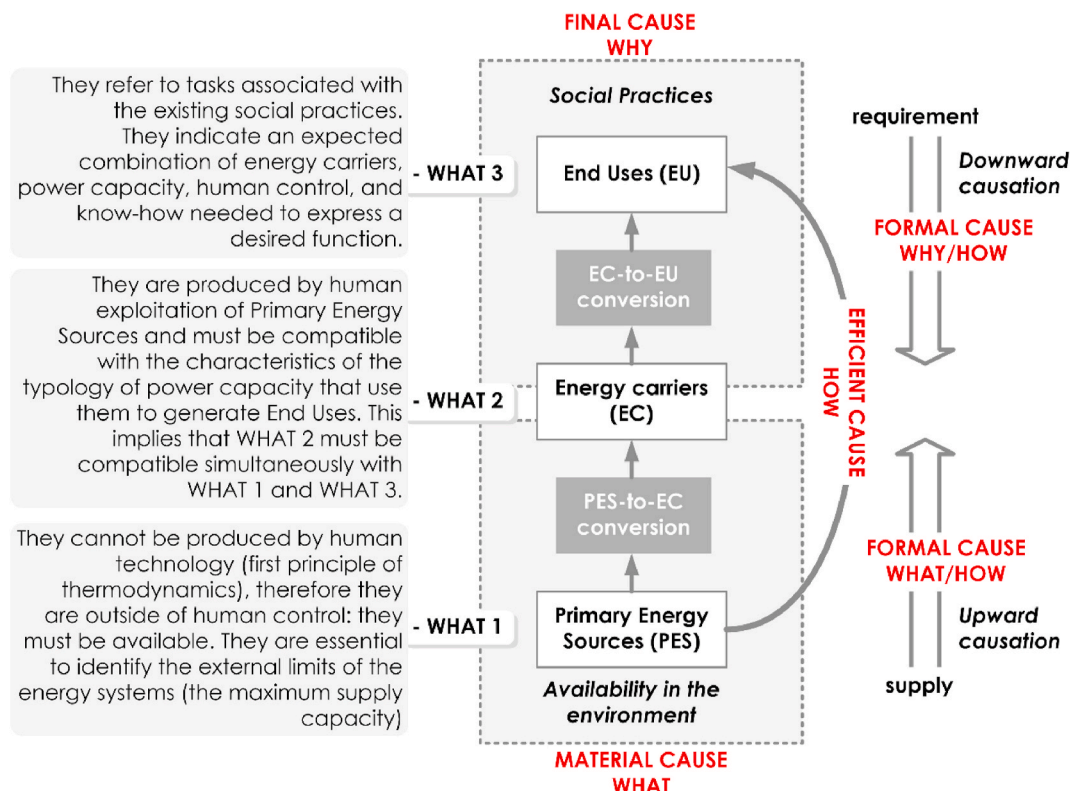 FINAL CAUSE
WHY
They refer to tasks associated with
the existing social practices.
They indicate an expected
combination of energy carriers,
power capacity, human control, and
know-how needed to express a
desired function.
- WHAT 3
Social Practices
End Uses (EU)
EC-to-EU
conversion
They are produced by human
exploitation of Primary Energy
Sources and must be compatible
with the characteristics of the
typology of power capacity that use
them to generate End Uses. This
implies that WHAT 2 must be
compatible simultaneously with
WHAT 1 and WHAT 3.
- WHAT 2
Energy carriers
(EC)
PES-to-EC
conversion
They cannot be produced by human
technology (first principle of
thermodynamics), therefore they
are outside of human control: they
must be available. They are essential
to identify the external limits of the
energy systems (the maximum supply
capacity)
- WHAT 1
Primary Energy
Sources (PES)
Availability in the
environment
MATERIAL CAUSE
WHAT
EFFICIENT CAUSE
HOW
requirement
Downward
causation
FORMAL CAUSE
WHY/HOW
FORMAL CAUSE
WHAT/HOW
Upward
causation
supply